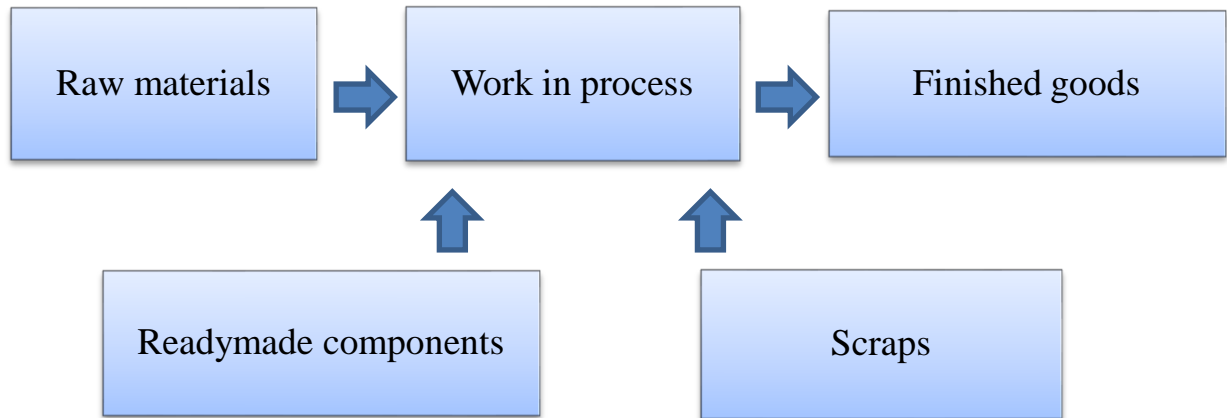 Raw materials
Work in process
Finished goods
Readymade components
Scraps